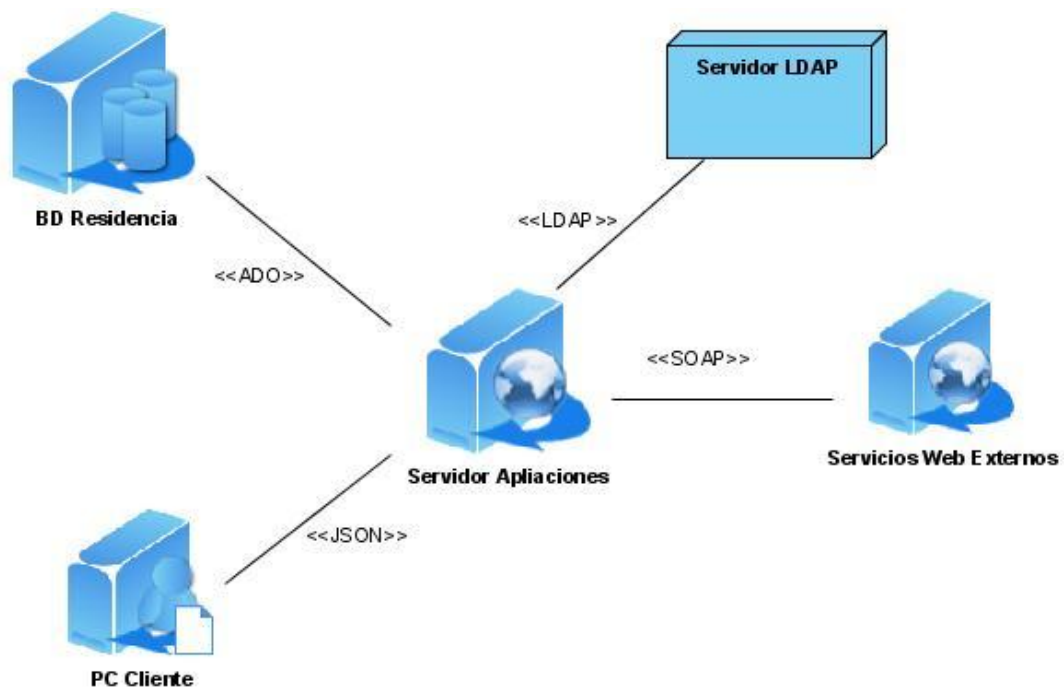 Servidor LDAP
BD Residencia
<<LDAP>>
<<ADO>>
<<SOAP>>
Servidor Apliaciones
Servicios Web Externos
<<JSON>>
PC Cliente